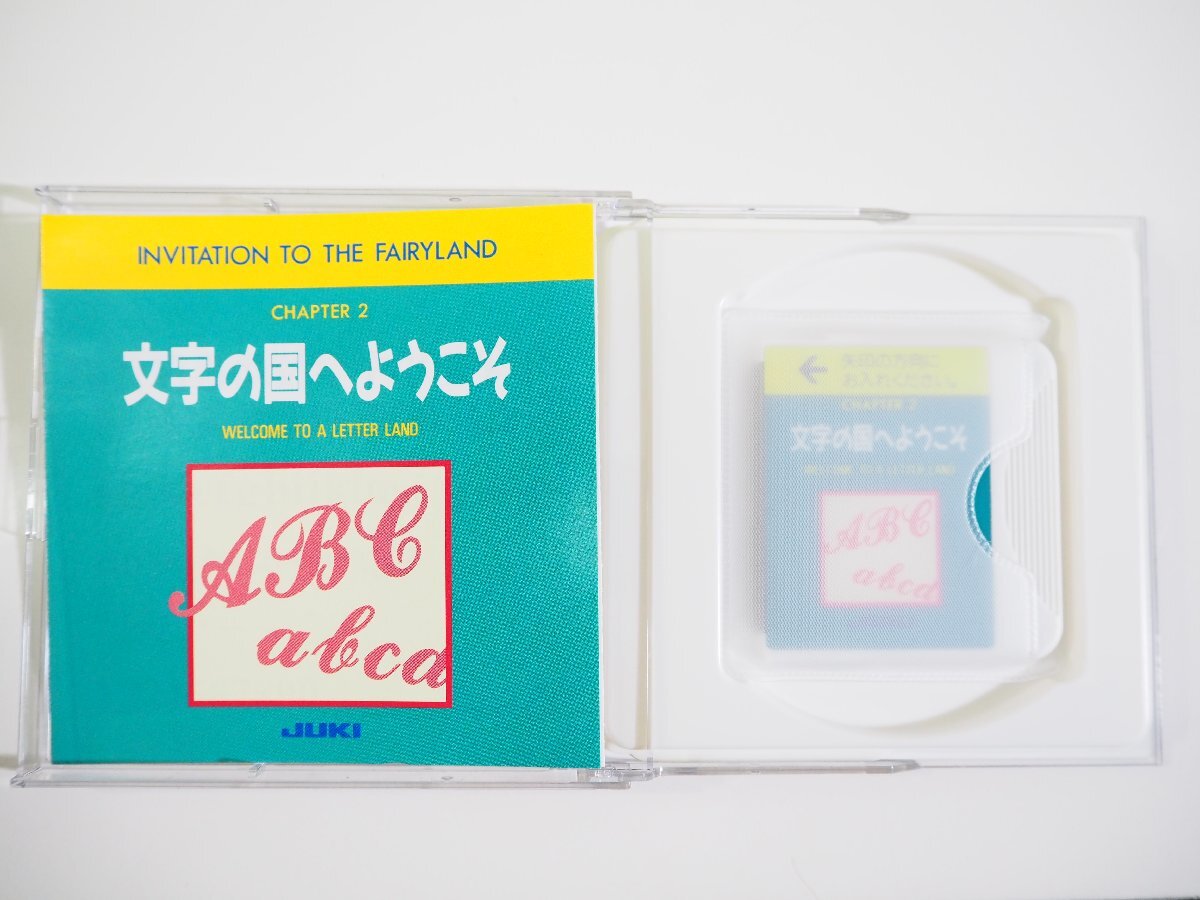 INVITATION TO THE FAIRYLAND
CHAPTER 2
文字の国へようこそ
WELCOME TO A LETTER LAND
ABC
abcd
JUKI
矢印の方向に
お入れください。
CHAPTER 2
文字の国へようこそ
WELCOME TO A LETTER LAND
ABC
abcd